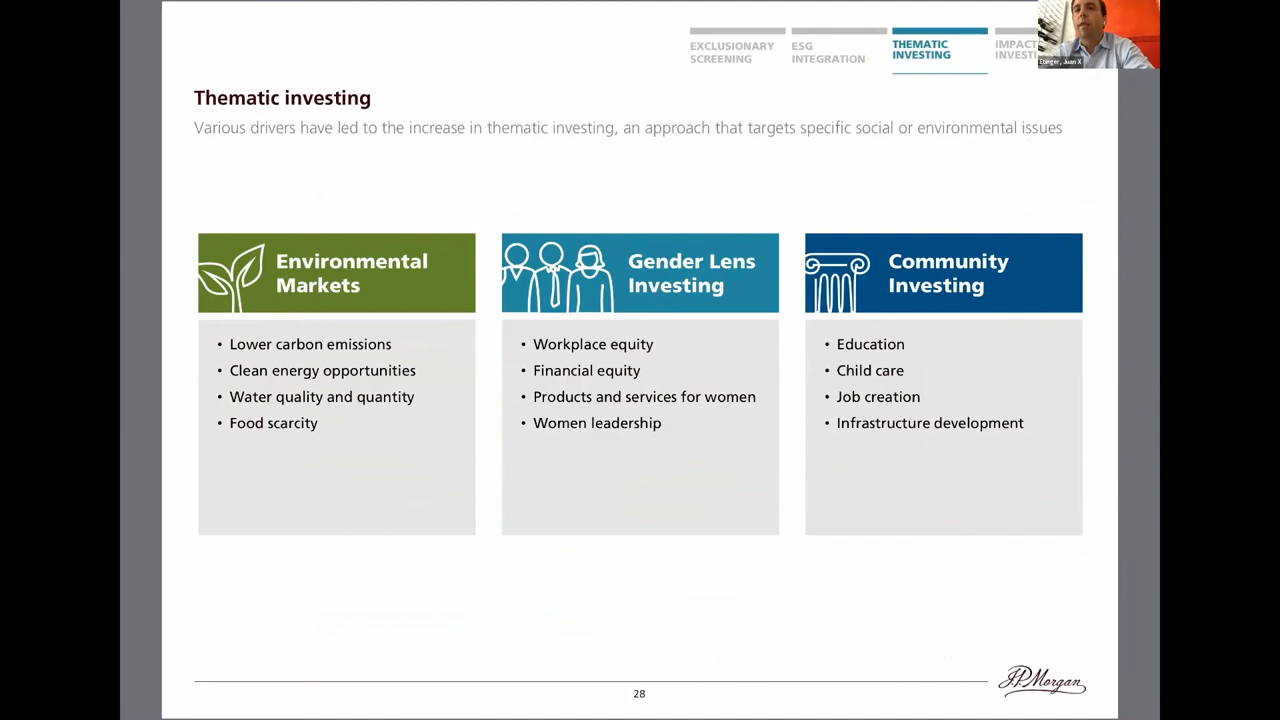 EXCLUSIONARY
SCREENING
ESG
INTEGRATION
THEMATIC
INVESTING
IMPACT
INVESTI
Etinger, Juan X
Thematic investing
Various drivers have led to the increase in thematic investing, an approach that targets specific social or environmental issues
Environmental
Markets
• Lower carbon emissions
• Clean energy opportunities
• Water quality and quantity
• Food scarcity
Gender Lens
Investing
• Workplace equity
• Financial equity
• Products and services for women
• Women leadership
Community
Investing
• Education
• Child care
• Job creation
• Infrastructure development
28
J.P.Morgan